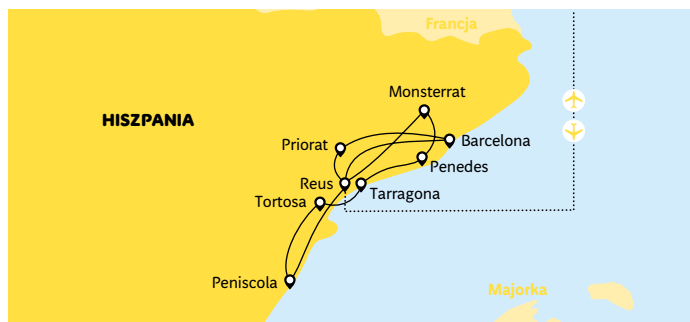 Francja
Monsterrat
HISZPANIA
Barcelona
Priorat
Penedes
Reus
Tarragona
Tortosa
Peniscola
Majorka